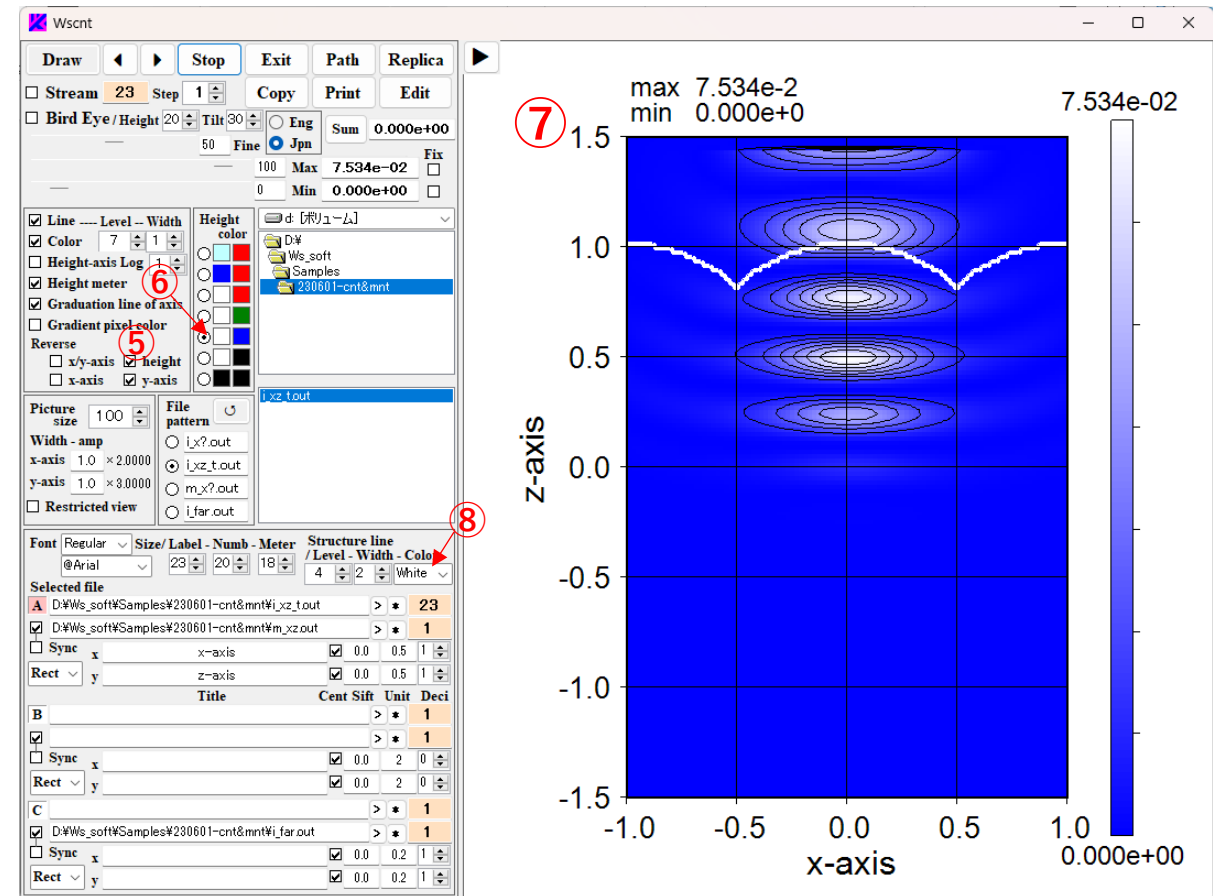 Wscnt
Draw Stop Exit Path Replica
Stream 23 Step 1 Copy Print Edit
Bird Eye / Height 20 Tilt 30 Eng Sum 0.000e+00
50 Fine Jpn
Fix
100 Max 7.534e-02
0 Min 0.000e+00
Line ---- Level -- Width
Color 7 1
Height-axis Log 1
Height meter
Graduation line of axis
Gradient pixel color
Reverse
x/y-axis height
x-axis y-axis
Height
color
⑥
⑤
d: [ボリューム]
D:¥
Ws_soft
Samples
230601-cnt&mnt
i_xz_t.out
Picture
size 100
Width - amp
x-axis 1.0 ×2.0000
y-axis 1.0 ×3.0000
Restricted view
File
pattern ↺
i_x?.out
i_xz_t.out
m_x?.out
i_far.out
⑧
Font Regular Size/ Label - Numb - Meter
@Arial 23 20 18
Structure line
/ Level - Width - Color
4 2 White
Selected file
A D:¥Ws_soft¥Samples¥230601-cnt&mnt¥i_xz_t.out > * 23
D:¥Ws_soft¥Samples¥230601-cnt&mnt¥m_xz.out > * 1
Sync x x-axis 0.0 0.5 1
Rect y z-axis 0.0 0.5 1
Title Cent Sift Unit Deci
B > * 1
> * 1
Sync x 0.0 2 0
Rect y 0.0 2 0
C > * 1
D:¥Ws_soft¥Samples¥230601-cnt&mnt¥i_far.out > * 1
Sync x 0.0 0.2 1
Rect y 0.0 0.2 1
⑦
max 7.534e-2
min 0.000e+0
7.534e-02
1.5
1.0
0.5
0.0
-0.5
-1.0
-1.5
z-axis
-1.0 -0.5 0.0 0.5 1.0
x-axis
0.000e+00